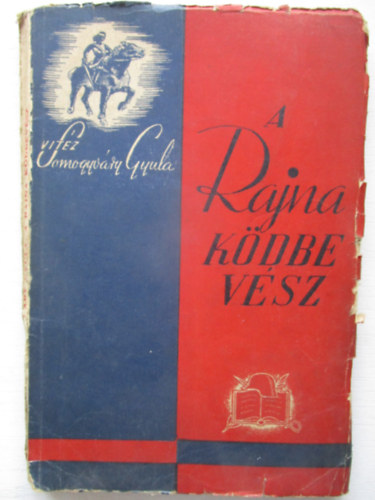 vitéz
Somogyváry Gyula
A
Rajna
KÖDBE
VÉSZ